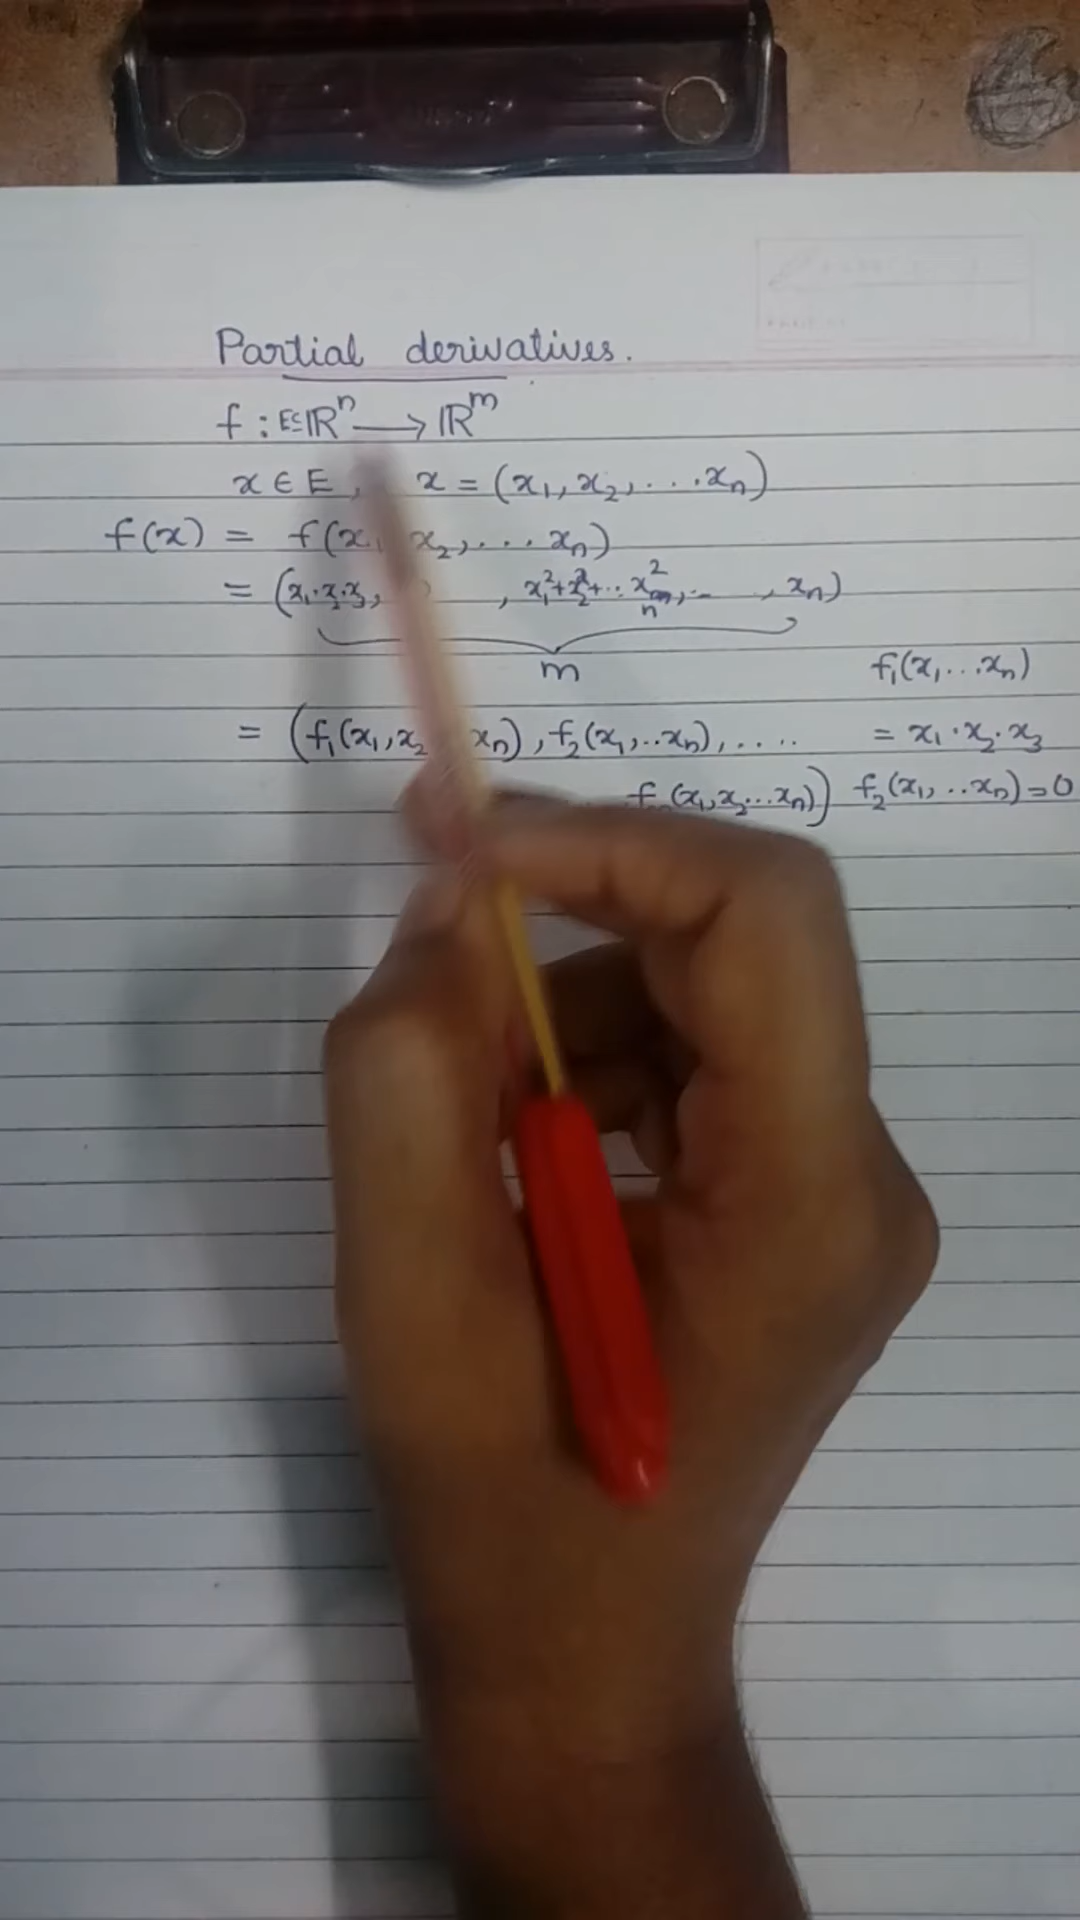 Partial derivatives.
f : E⊆ℝⁿ ⟶ ℝᵐ
x ∈ E, x = (x₁, x₂, ... xₙ)
f(x) = f(x₁ x₂, ... xₙ)
= (x₁·x₂·x₃, , x₁²+x₂²+... xₙ², ... , xₙ)
m
= (f₁(x₁, x₂ xₙ), f₂(x₁, ..xₙ), ....
(x₁, x₂...xₙ))
f₁(x₁...xₙ)
= x₁·x₂·x₃
f₂(x₁, ..xₙ)=0